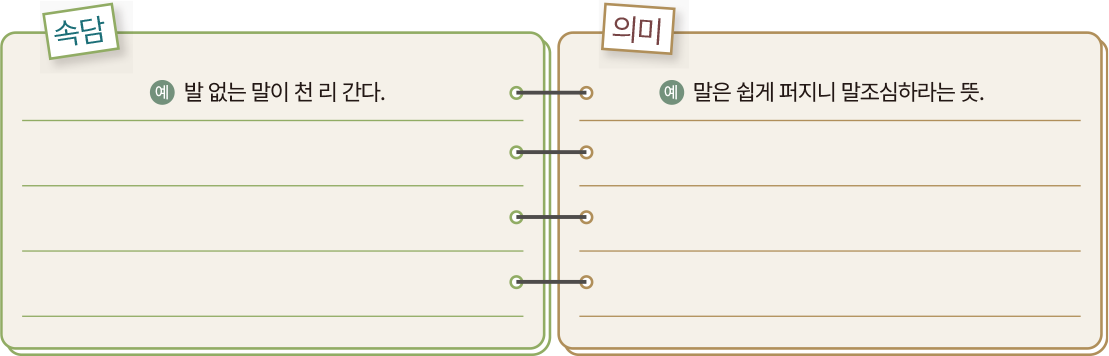 속담
예 발 없는 말이 천 리 간다.
의미
예 말은 쉽게 퍼지니 말조심하라는 뜻.